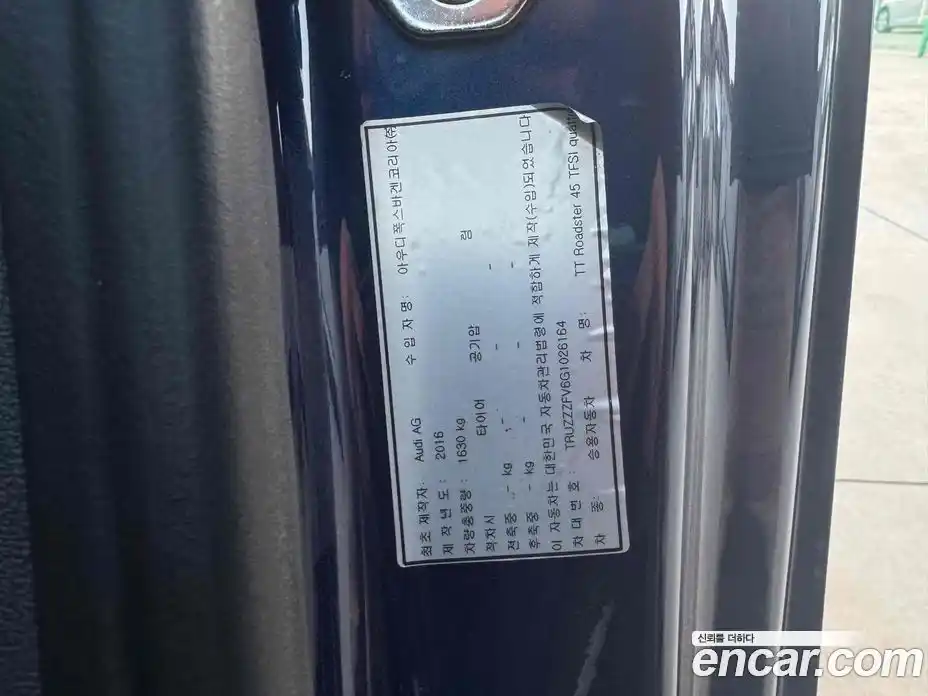 최초 제작자: Audi AG 수 입 자 명: 아우디폭스바겐코리아(주)
제 작 년 도: 2016
차량총중량: 1630 kg
적차시 타이어 공기압 림
전축중 - kg - - -
후축중 - kg - - -
이 자동차는 대한민국 자동차관리법령에 적합하게 제작(수입)되었습니다
차 대 번 호: TRUZZZFV6G1026164
차 종: 승용자동차 차 명: TT Roadster 45 TFSI quattro
신뢰를 더하다
encar.com